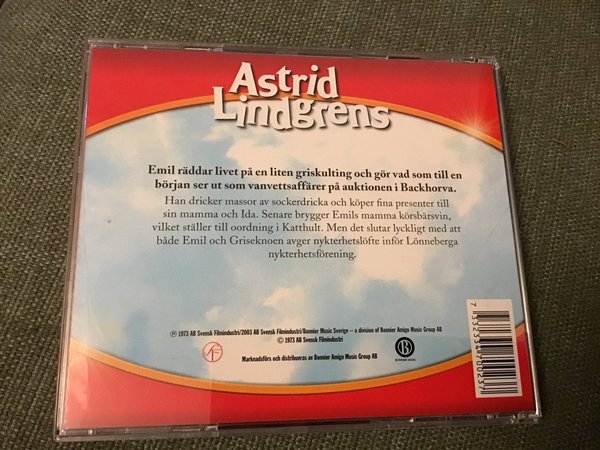 Astrid
Lindgrens
Emil räddar livet på en liten griskulting och gör vad som till en
början ser ut som vanvettsaffärer på auktionen i Backhorva.
Han dricker massor av sockerdricka och köper fina presenter till
sin mamma och Ida. Senare brygger Emils mamma körsbärsvin,
vilket ställer till oordning i Katthult. Men det slutar lyckligt med att
både Emil och Griseknoen avger nykterhetslöfte inför Lönneberga
nykterhetsförening.
℗ 1973 AB Svensk Filmindustri/2003 AB Svensk Filmindustri/Bonnier Music Sverige – a division of Bonnier Amigo Music Group AB
© 1973 AB Svensk Filmindustri
SF
B
Marknadsförs och distribueras av Bonnier Amigo Music Group AB